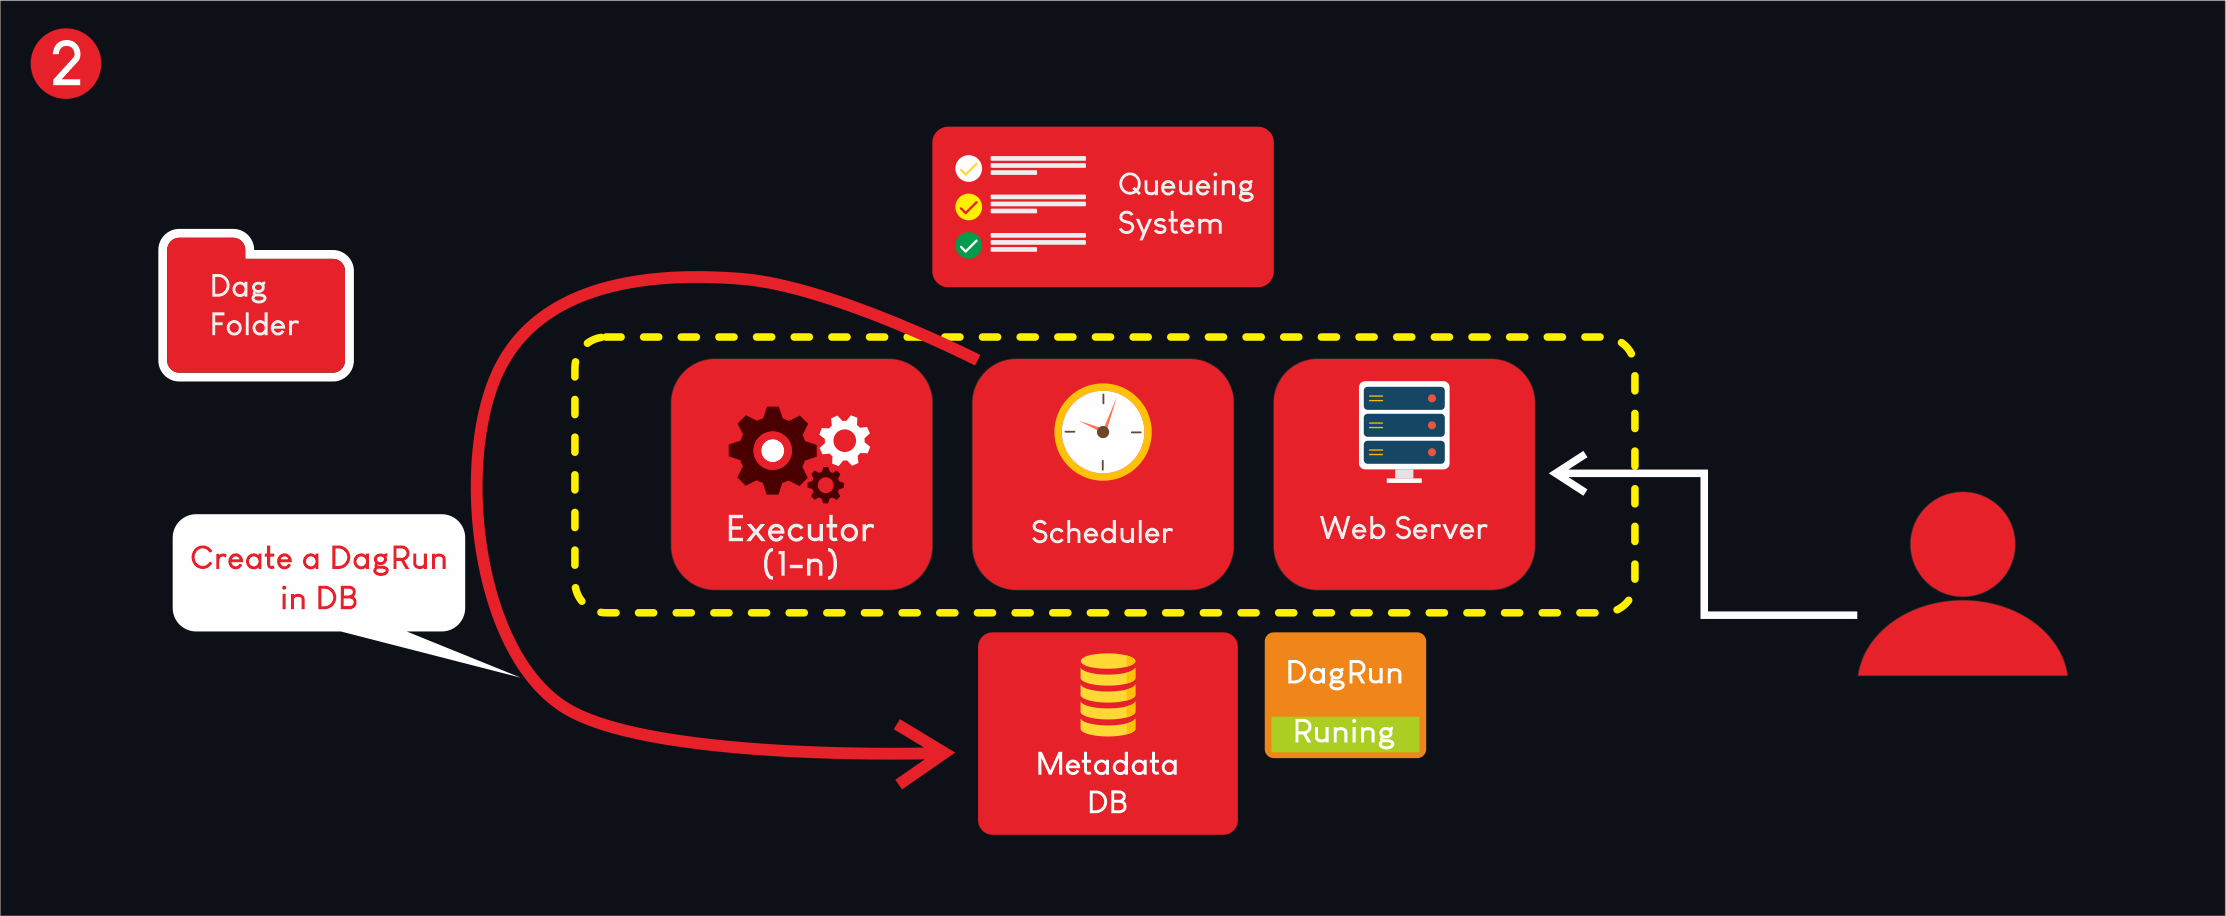 2
Queueing
System
Dag
Folder
Executor
(1-n)
Scheduler
Web Server
Create a DagRun
in DB
Metadata
DB
DagRun
Runing